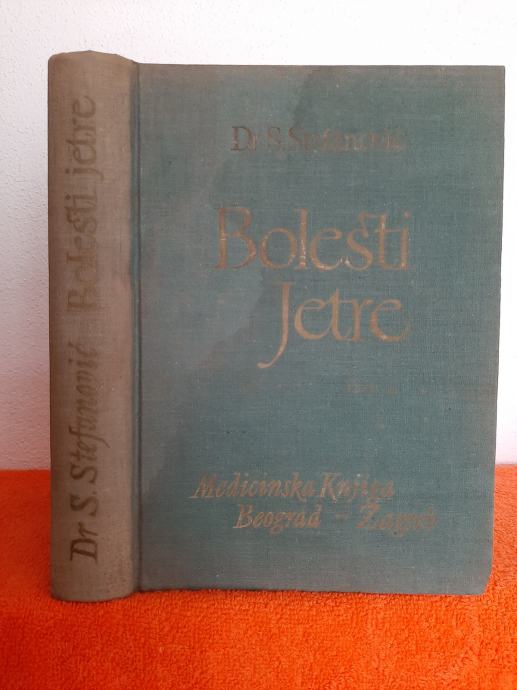 Dr S. Stefanović Bolesti jetre
Dr S. Stefanović
Bolesti
Jetre
Medicinska Knjiga
Beograd - Zagreb